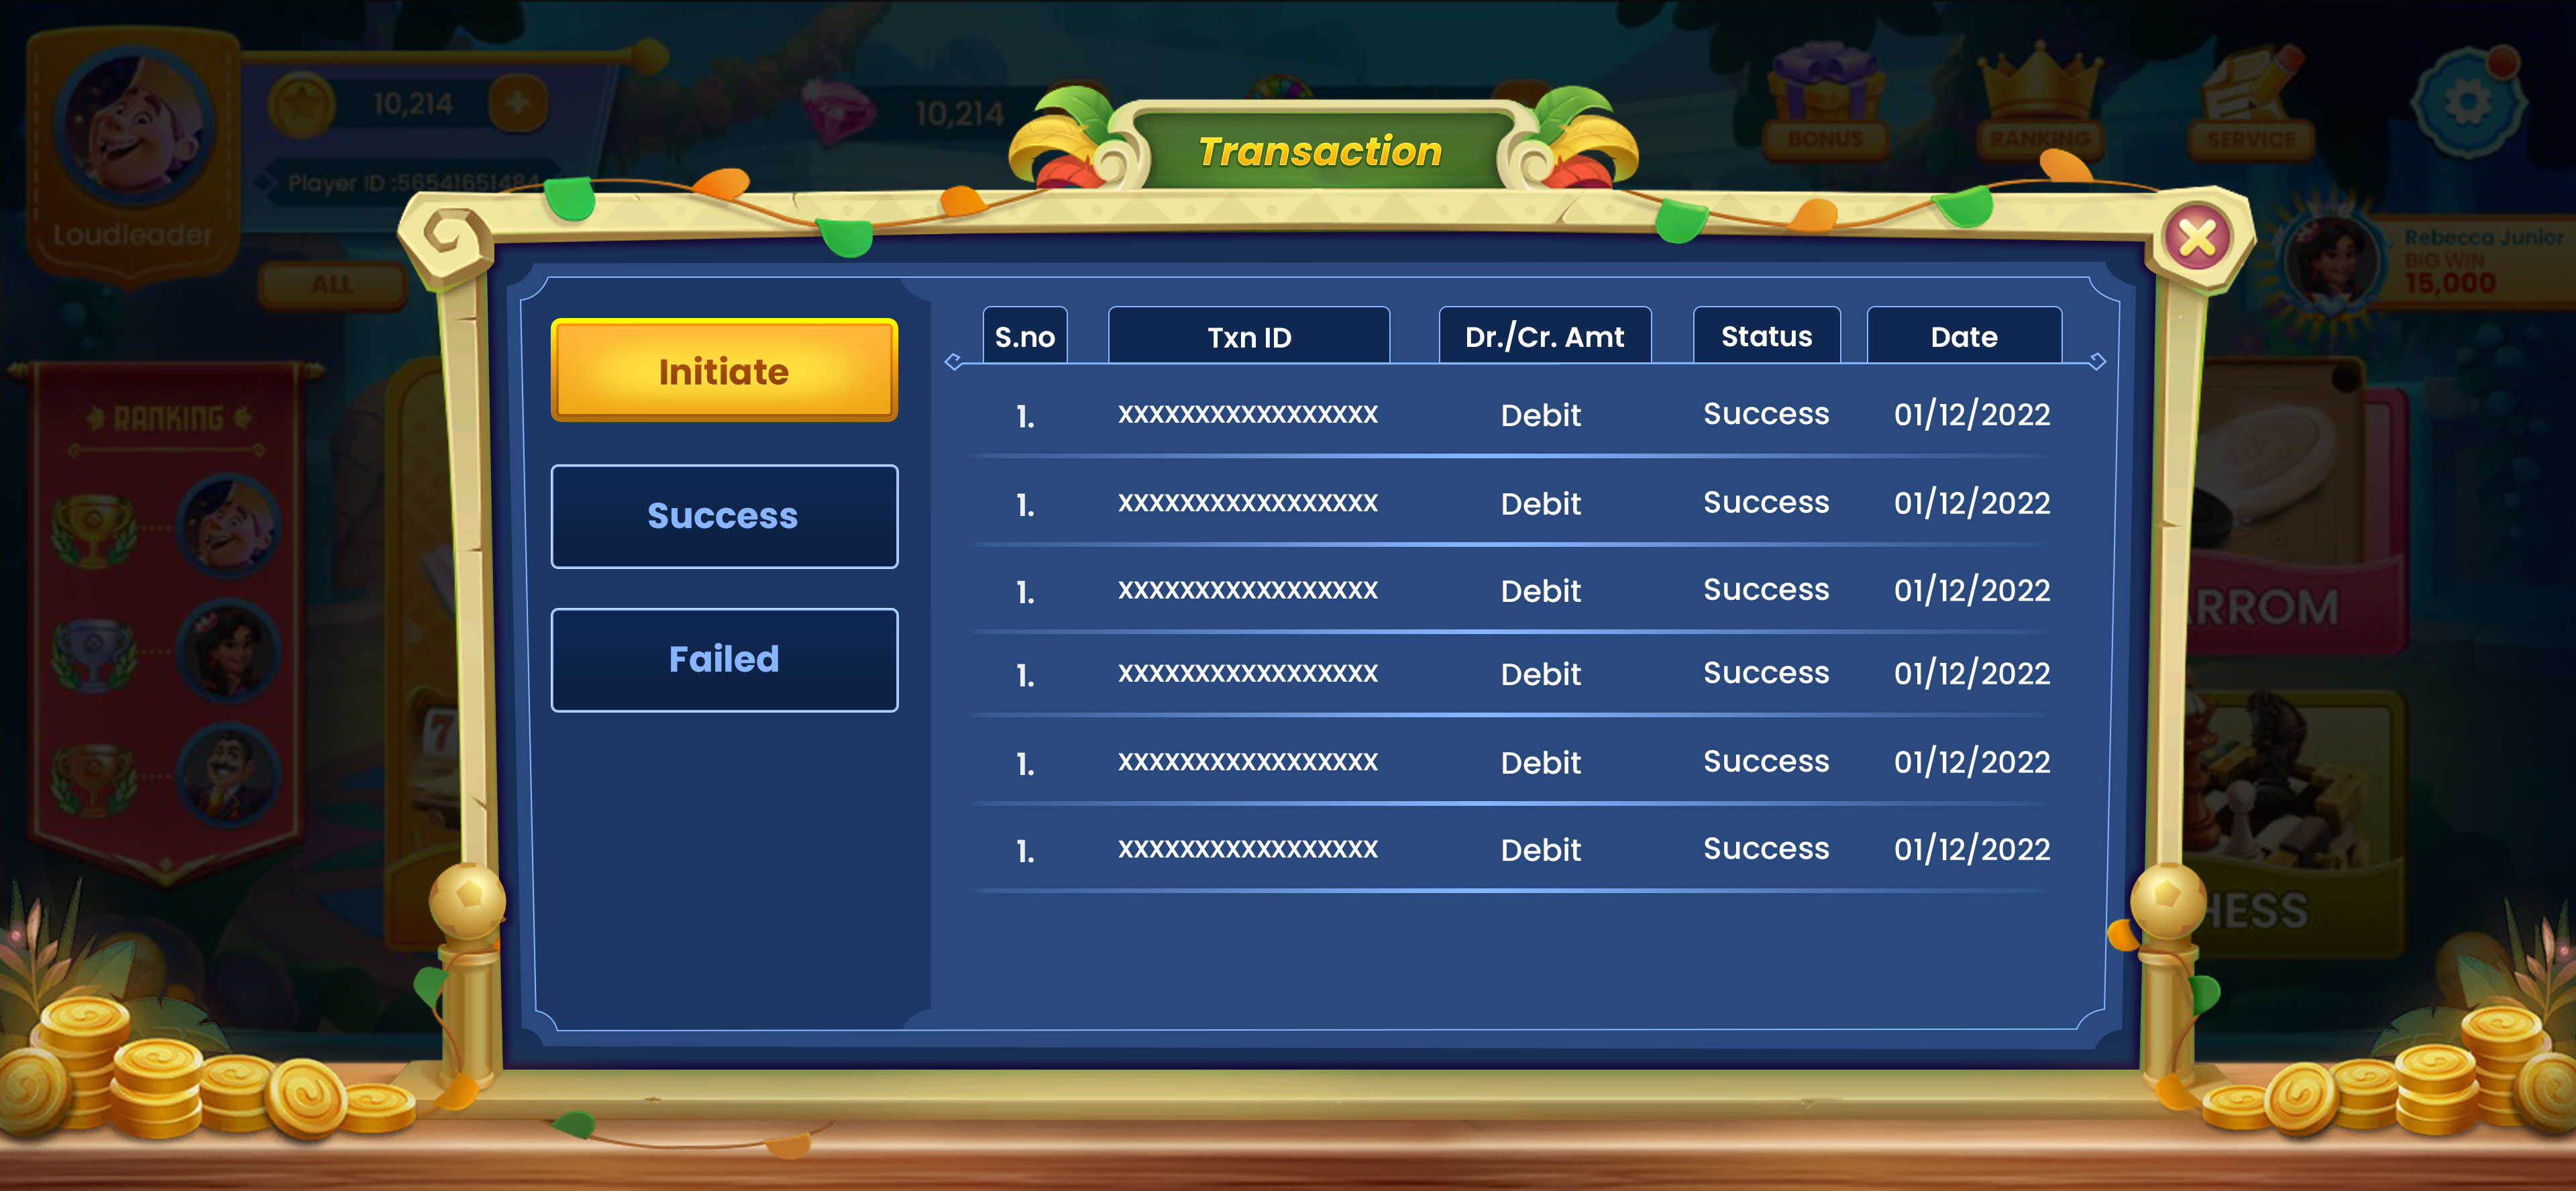 10,214
10,214
Transaction
BONUS
RANKING
SERVICE
Player ID :56541651484
Loudleader
ALL
Rebecca Junior
BIG WIN
15,000
RANKING
Initiate
Success
Failed
S.no Txn ID Dr./Cr. Amt Status Date
1. xxxxxxxxxxxxxxxxx Debit Success 01/12/2022
1. xxxxxxxxxxxxxxxxx Debit Success 01/12/2022
1. xxxxxxxxxxxxxxxxx Debit Success 01/12/2022
1. xxxxxxxxxxxxxxxxx Debit Success 01/12/2022
1. xxxxxxxxxxxxxxxxx Debit Success 01/12/2022
1. xxxxxxxxxxxxxxxxx Debit Success 01/12/2022
7
RROM
HESS